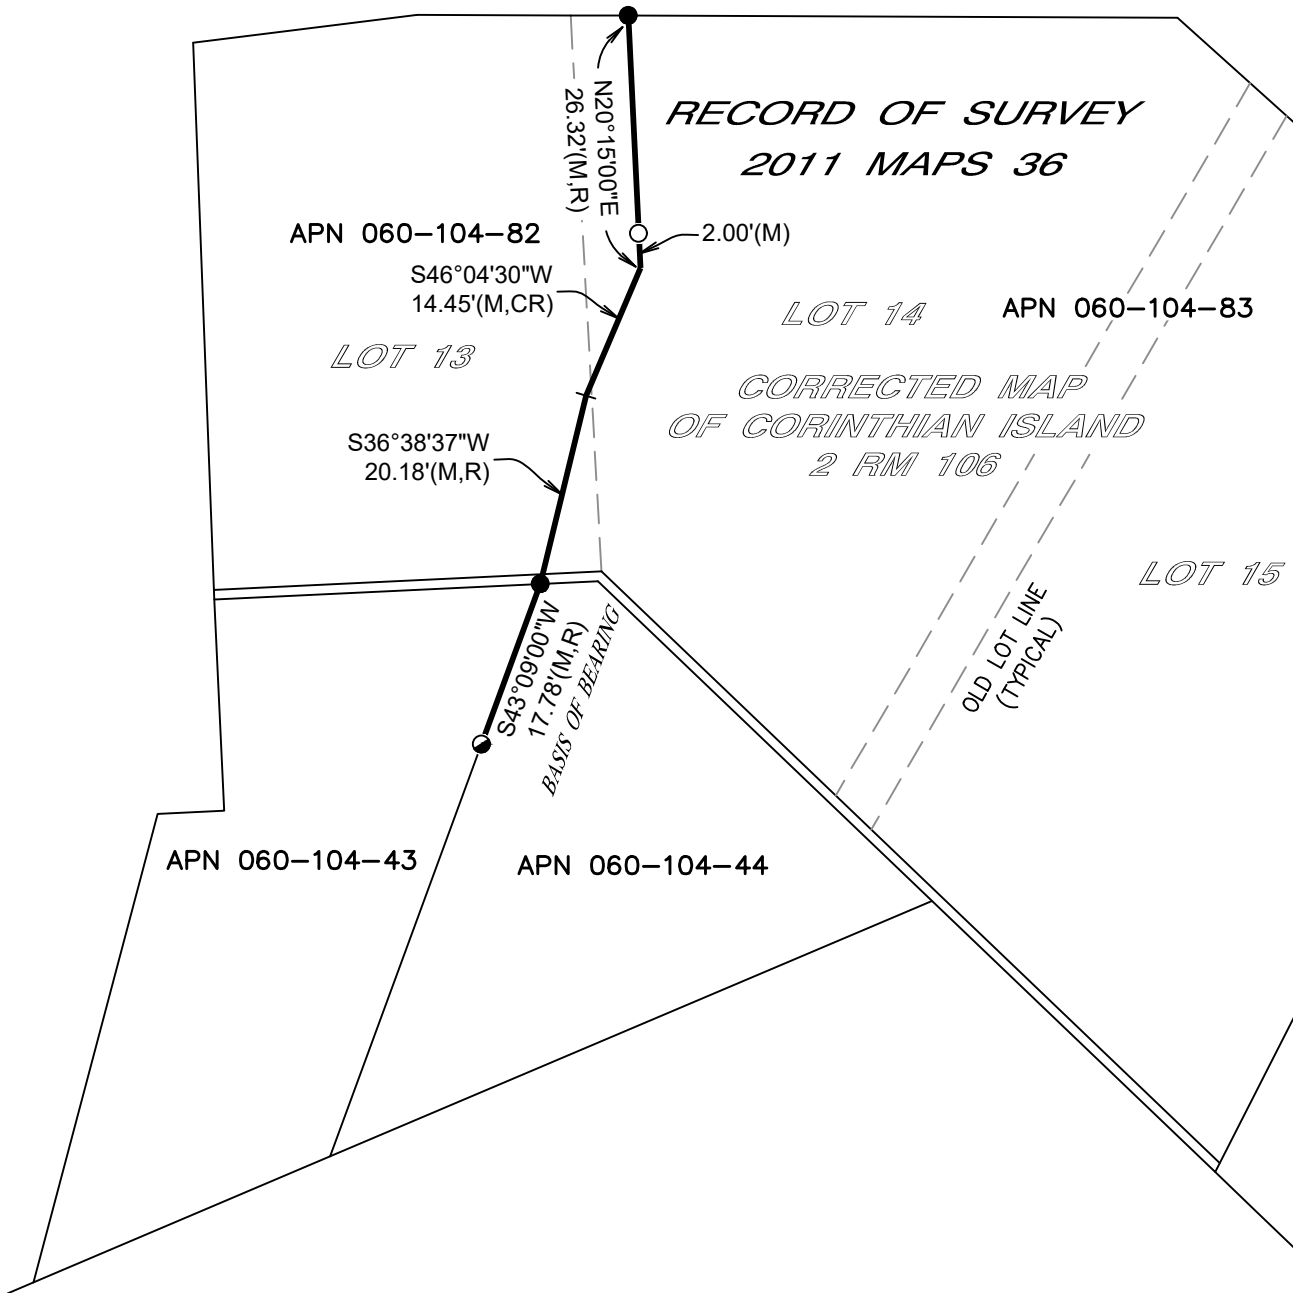 N20°15'00"E
26.32'(M,R)
RECORD OF SURVEY
2011 MAPS 36
APN 060-104-82
2.00'(M)
S46°04'30"W
14.45'(M,CR)
LOT 14
APN 060-104-83
LOT 13
CORRECTED MAP
OF CORINTHIAN ISLAND
2 RM 106
S36°38'37"W
20.18'(M,R)
LOT 15
OLD LOT LINE
(TYPICAL)
S43°09'00"W
17.78'(M,R)
BASIS OF BEARING
APN 060-104-43
APN 060-104-44